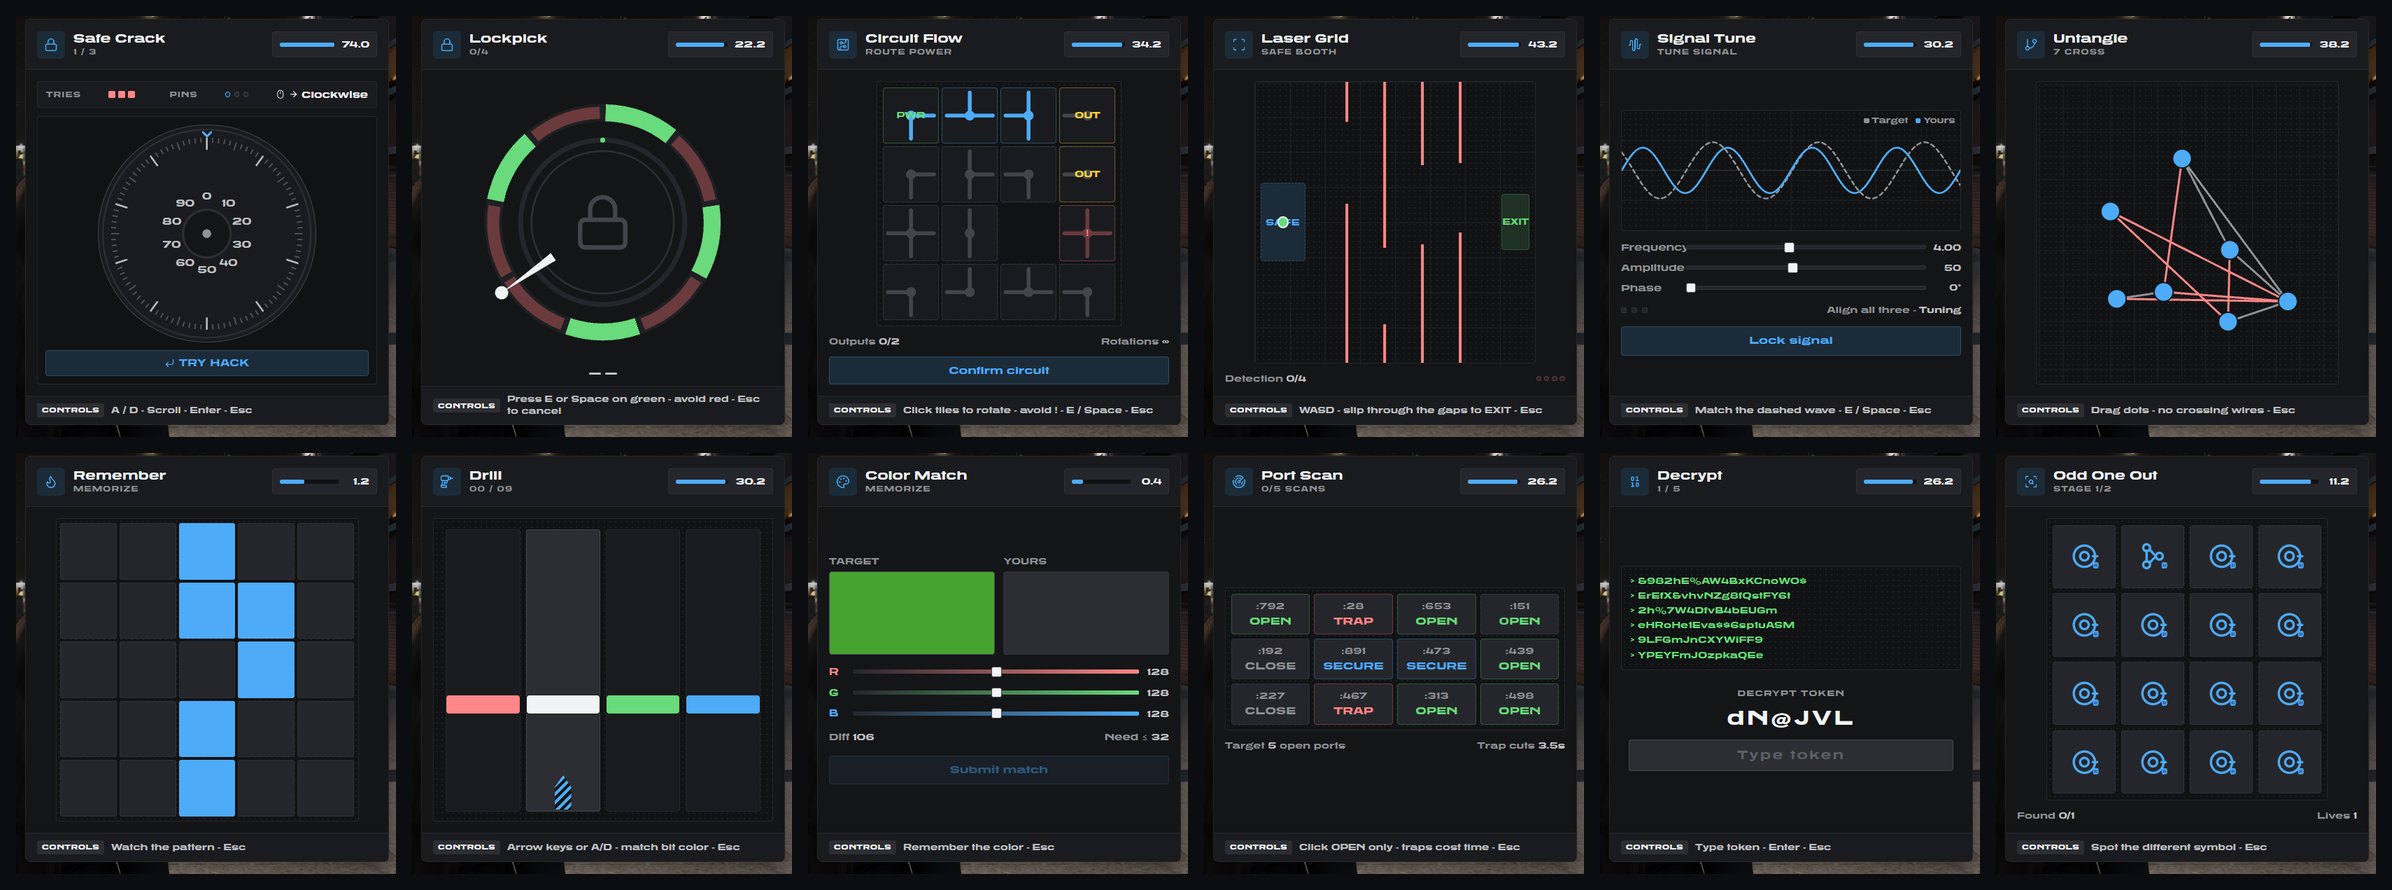 Safe Crack
1 / 3
74.0
TRIES
PINS
Clockwise
0
10
20
30
40
50
60
70
80
90
TRY HACK
CONTROLS A / D - Scroll - Enter - Esc
Lockpick
0/4
22.2
CONTROLS Press E or Space on green - avoid red - Esc
to cancel
Circuit Flow
ROUTE POWER
34.2
PWR
OUT
OUT
!
Outputs 0/2
Rotations ∞
Confirm circuit
CONTROLS Click tiles to rotate - avoid ! - E / Space - Esc
Laser Grid
SAFE BOOTH
43.2
SAFE
EXIT
Detection 0/4
CONTROLS WASD - slip through the gaps to EXIT - Esc
Signal Tune
TUNE SIGNAL
30.2
Target Yours
Frequency 4.00
Amplitude 50
Phase 0°
Align all three - Tuning
Lock signal
CONTROLS Match the dashed wave - E / Space - Esc
Untangle
7 CROSS
38.2
CONTROLS Drag dots - no crossing wires - Esc
Remember
MEMORIZE
1.2
CONTROLS Watch the pattern - Esc
Drill
00 / 09
30.2
CONTROLS Arrow keys or A/D - match bit color - Esc
Color Match
MEMORIZE
0.4
TARGET
YOURS
R 128
G 128
B 128
Diff 106
Need ≤ 32
Submit match
CONTROLS Remember the color - Esc
Port Scan
0/5 SCANS
26.2
:792 :28 :653 :151
OPEN TRAP OPEN OPEN
:192 :891 :473 :439
CLOSE SECURE SECURE OPEN
:227 :467 :313 :498
CLOSE TRAP OPEN OPEN
Target 5 open ports
Trap cuts 3.5s
CONTROLS Click OPEN only - traps cost time - Esc
Decrypt
1 / 5
26.2
> &982hE%AW4BxKCnoWO$
> 2h%7W4DfvB4bEUGm
> 9LFGmJnCXYWiFF9
> YPEYFmJOzpkaQEe
DECRYPT TOKEN
dN@JVL
Type token
CONTROLS Type token - Enter - Esc
Odd One Out
STAGE 1/2
11.2
Found 0/1
Lives 1
CONTROLS Spot the different symbol - Esc